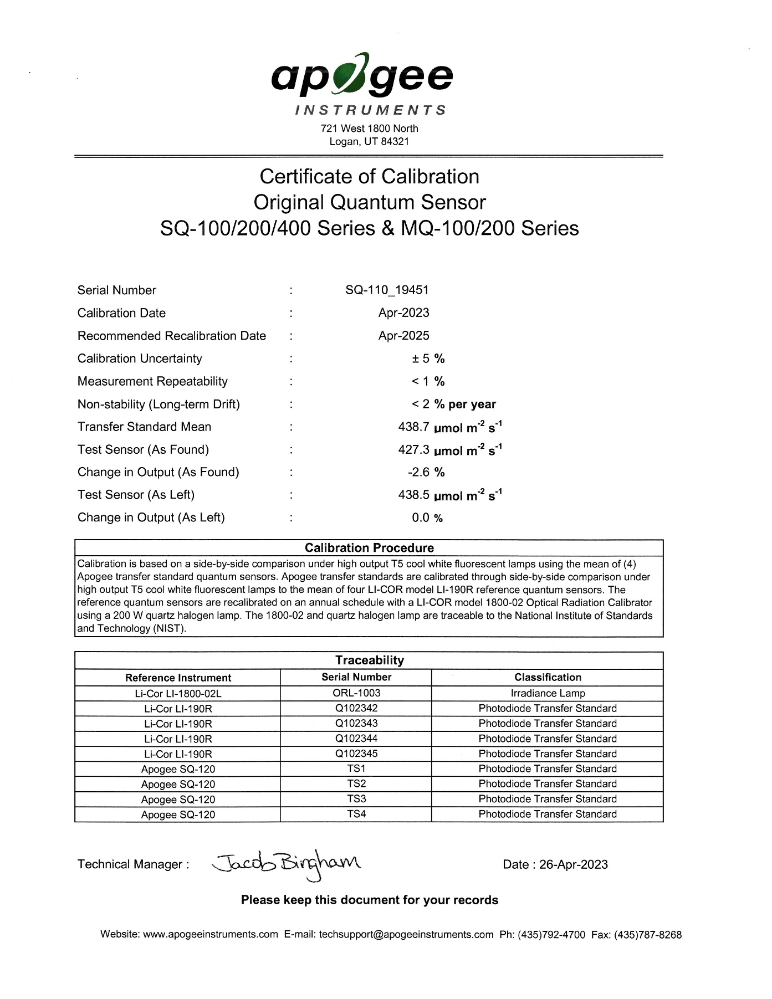 apogee
INSTRUMENTS
721 West 1800 North
Logan, UT 84321
Certificate of Calibration
Original Quantum Sensor
SQ-100/200/400 Series & MQ-100/200 Series
Serial Number : SQ-110_19451
Calibration Date : Apr-2023
Recommended Recalibration Date : Apr-2025
Calibration Uncertainty : ± 5 %
Measurement Repeatability : < 1 %
Non-stability (Long-term Drift) : < 2 % per year
Transfer Standard Mean : 438.7 µmol m⁻² s⁻¹
Test Sensor (As Found) : 427.3 µmol m⁻² s⁻¹
Change in Output (As Found) : -2.6 %
Test Sensor (As Left) : 438.5 µmol m⁻² s⁻¹
Change in Output (As Left) : 0.0 %
Calibration Procedure
Calibration is based on a side-by-side comparison under high output T5 cool white fluorescent lamps using the mean of (4)
Apogee transfer standard quantum sensors. Apogee transfer standards are calibrated through side-by-side comparison under
high output T5 cool white fluorescent lamps to the mean of four LI-COR model LI-190R reference quantum sensors. The
reference quantum sensors are recalibrated on an annual schedule with a LI-COR model 1800-02 Optical Radiation Calibrator
using a 200 W quartz halogen lamp. The 1800-02 and quartz halogen lamp are traceable to the National Institute of Standards
and Technology (NIST).
Traceability
Reference Instrument Serial Number Classification
Li-Cor LI-1800-02L ORL-1003 Irradiance Lamp
Li-Cor LI-190R Q102342 Photodiode Transfer Standard
Li-Cor LI-190R Q102343 Photodiode Transfer Standard
Li-Cor LI-190R Q102344 Photodiode Transfer Standard
Li-Cor LI-190R Q102345 Photodiode Transfer Standard
Apogee SQ-120 TS1 Photodiode Transfer Standard
Apogee SQ-120 TS2 Photodiode Transfer Standard
Apogee SQ-120 TS3 Photodiode Transfer Standard
Apogee SQ-120 TS4 Photodiode Transfer Standard
Technical Manager : Jacob Bingham Date : 26-Apr-2023
Please keep this document for your records
Website: www.apogeeinstruments.com E-mail: techsupport@apogeeinstruments.com Ph: (435)792-4700 Fax: (435)787-8268